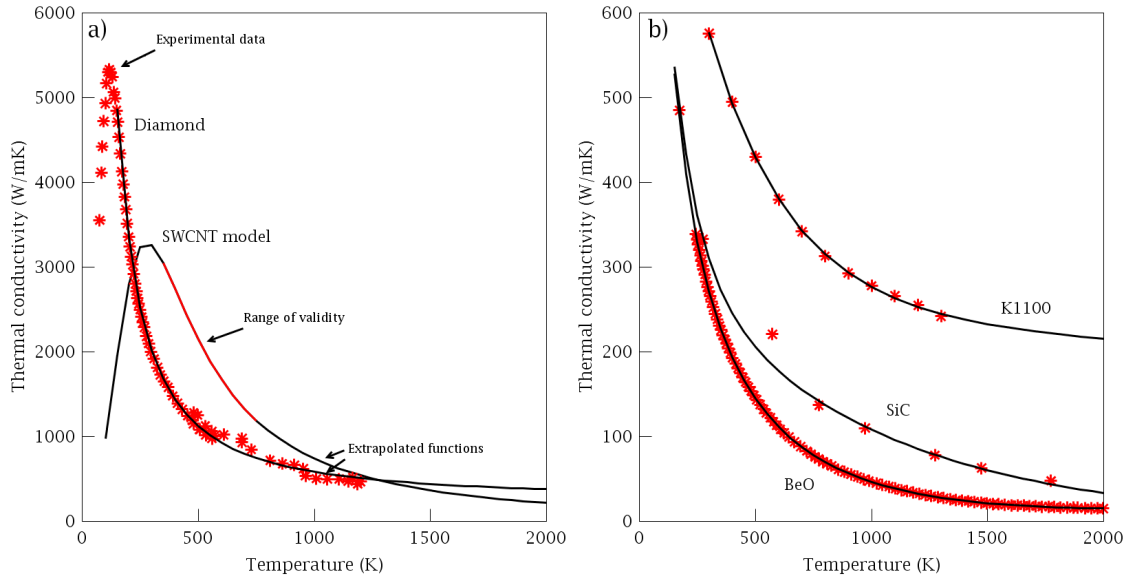 a)
Experimental data
Diamond
SWCNT model
Range of validity
Extrapolated functions
6000
5000
4000
3000
2000
1000
0
0
500
1000
1500
2000
Thermal conductivity (W/mK)
Temperature (K)
b)
K1100
SiC
BeO
600
500
400
300
200
100
0
0
500
1000
1500
2000
Thermal conductivity (W/mK)
Temperature (K)